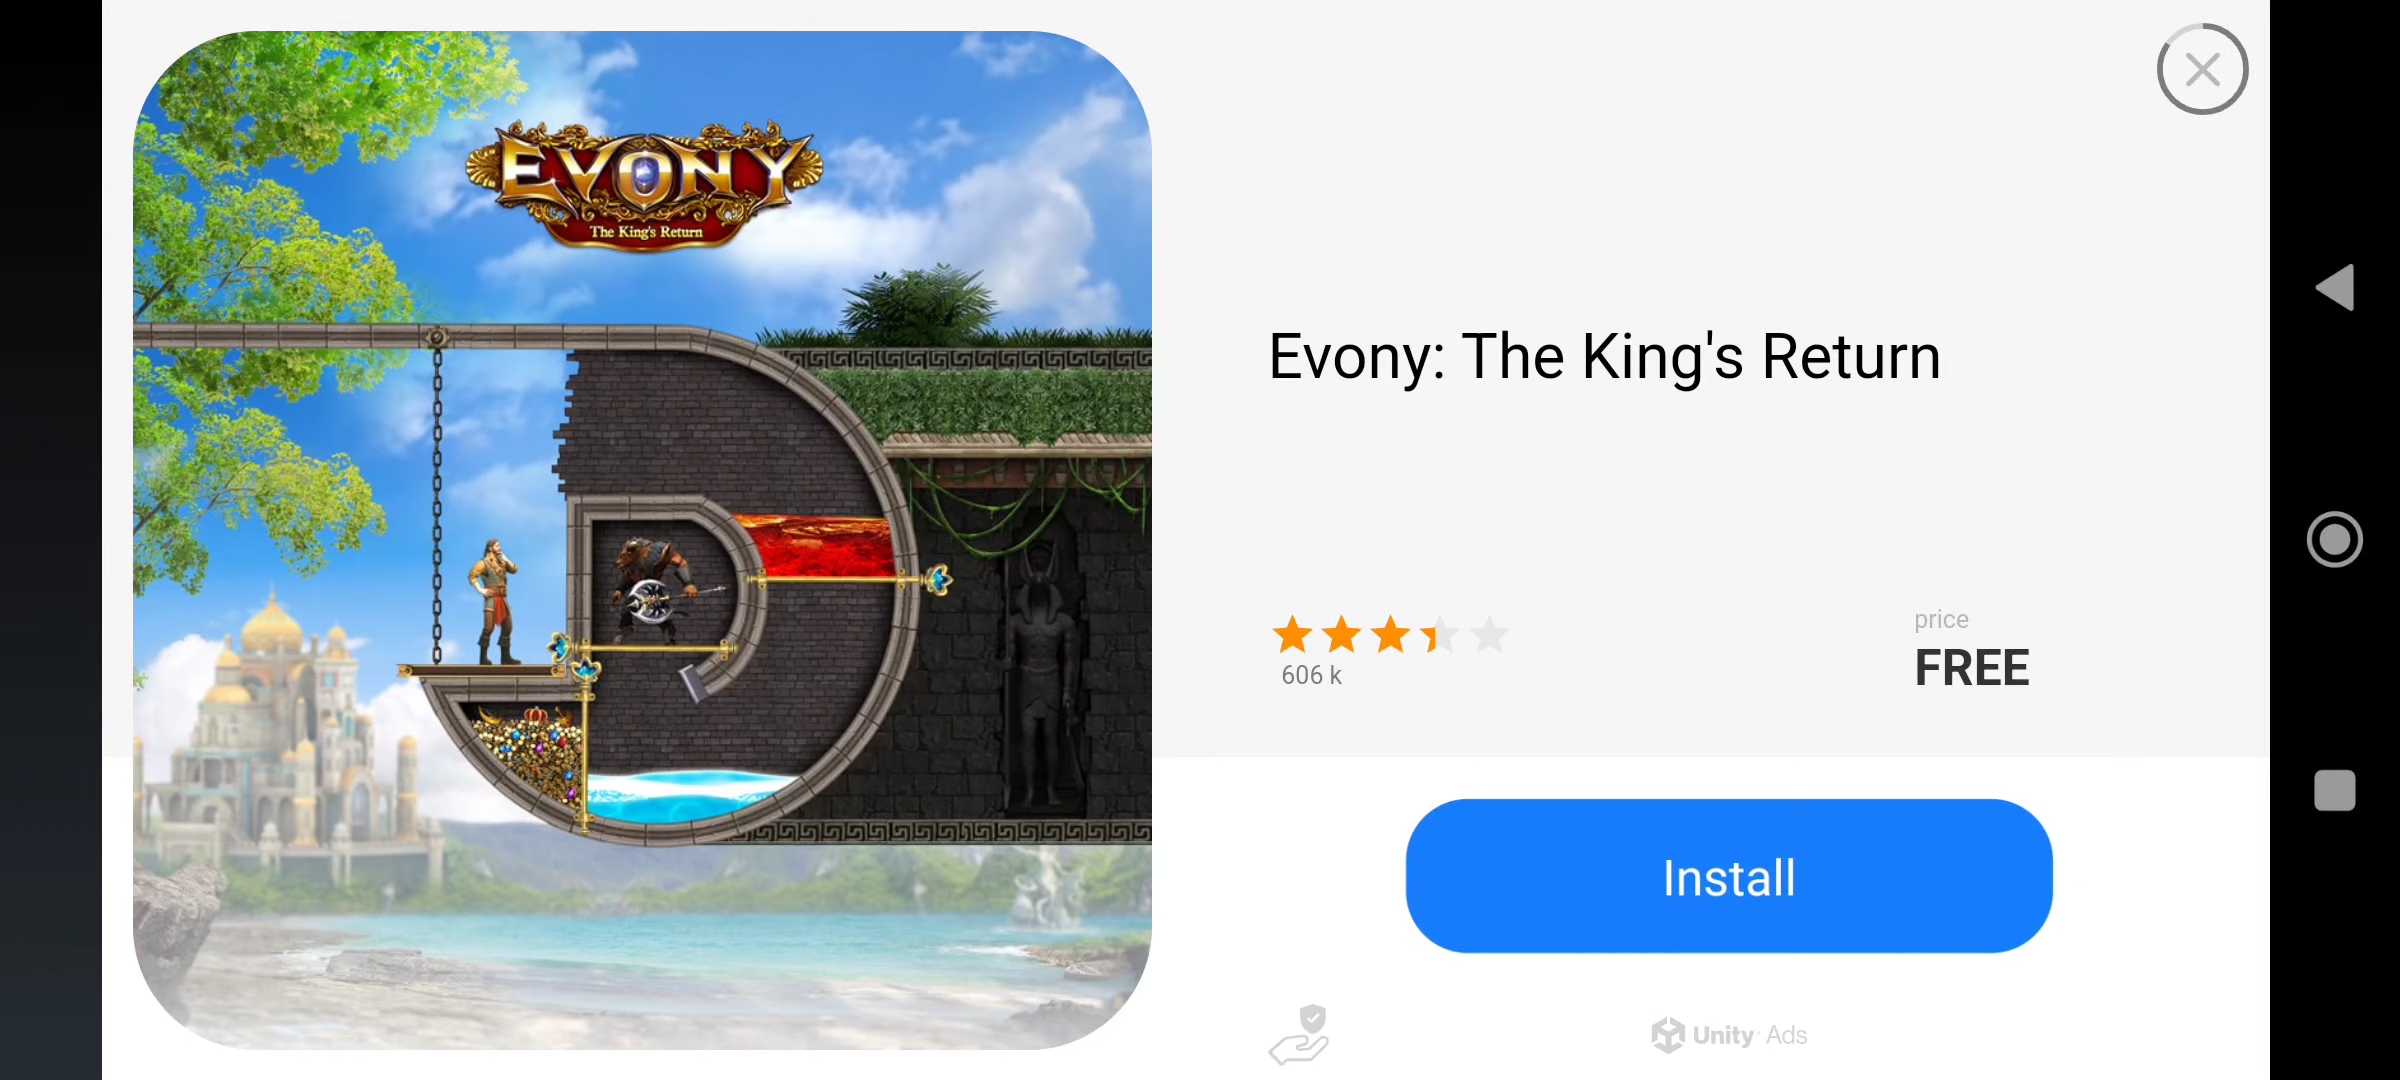 EVONY
The King's Return
Evony: The King's Return
606 k
price
FREE
Install
Unity Ads